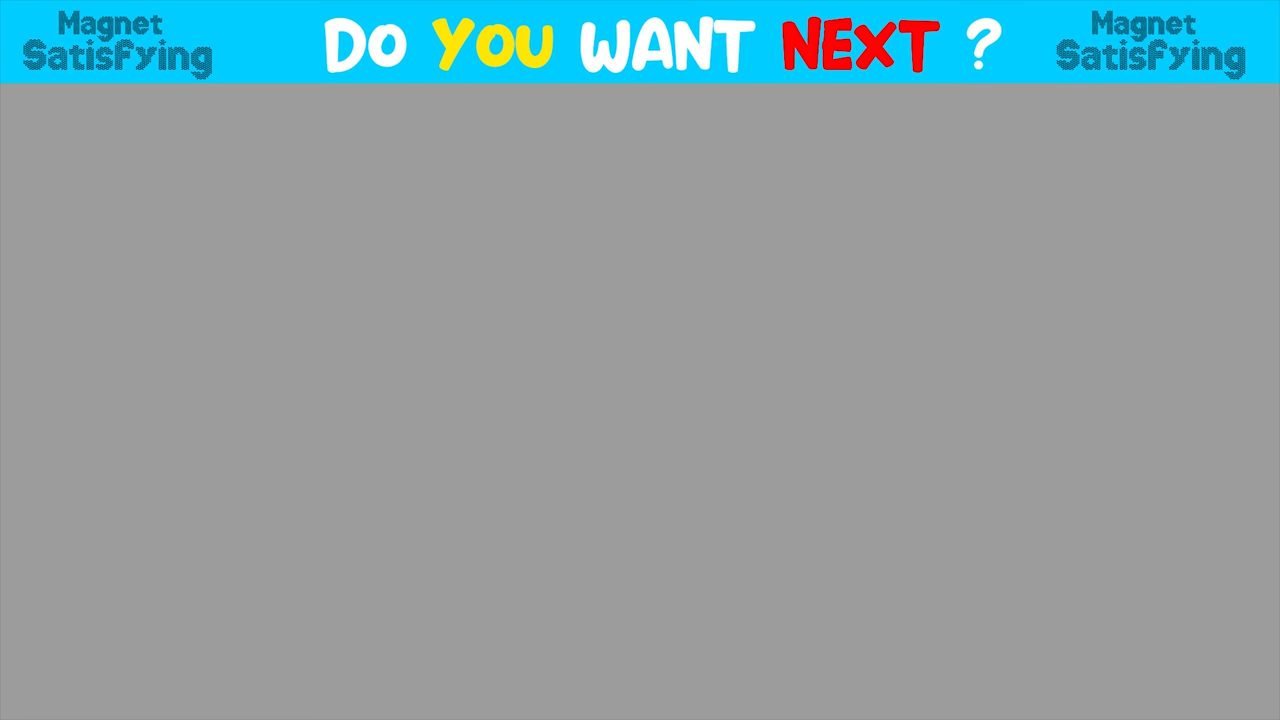 Magnet
Satisfying
DO YOU WANT NEXT ?
Magnet
Satisfying